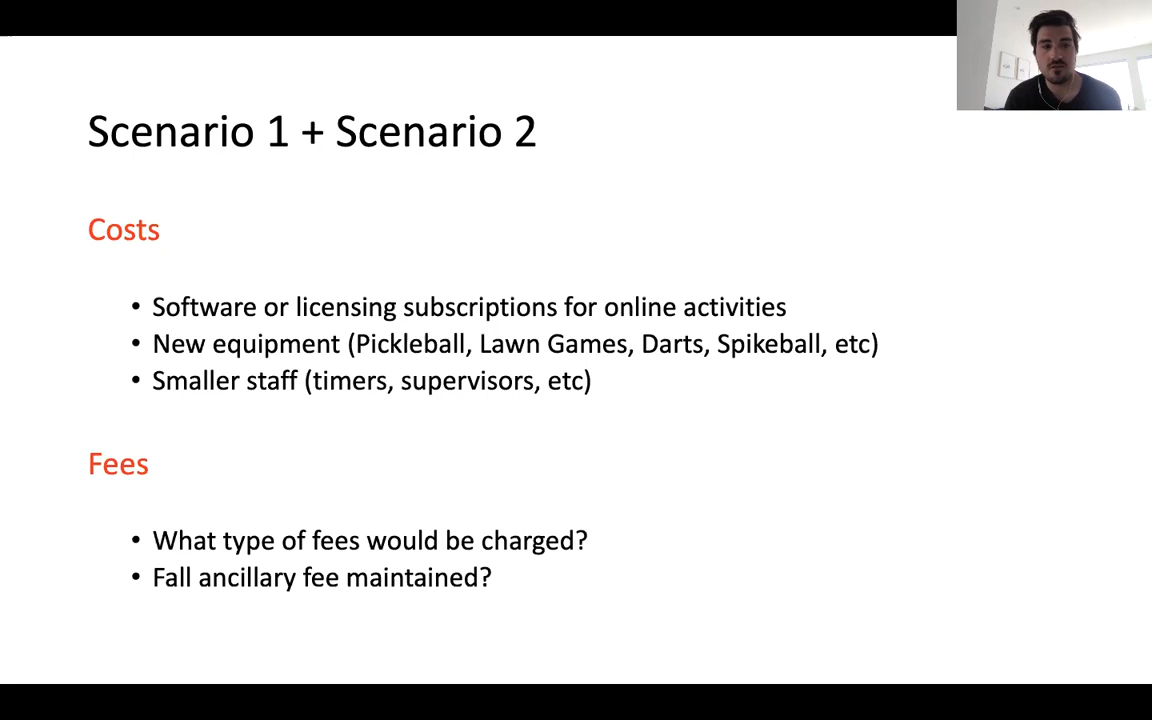 Scenario 1 + Scenario 2
Costs
• Software or licensing subscriptions for online activities
• New equipment (Pickleball, Lawn Games, Darts, Spikeball, etc)
• Smaller staff (timers, supervisors, etc)
Fees
• What type of fees would be charged?
• Fall ancillary fee maintained?